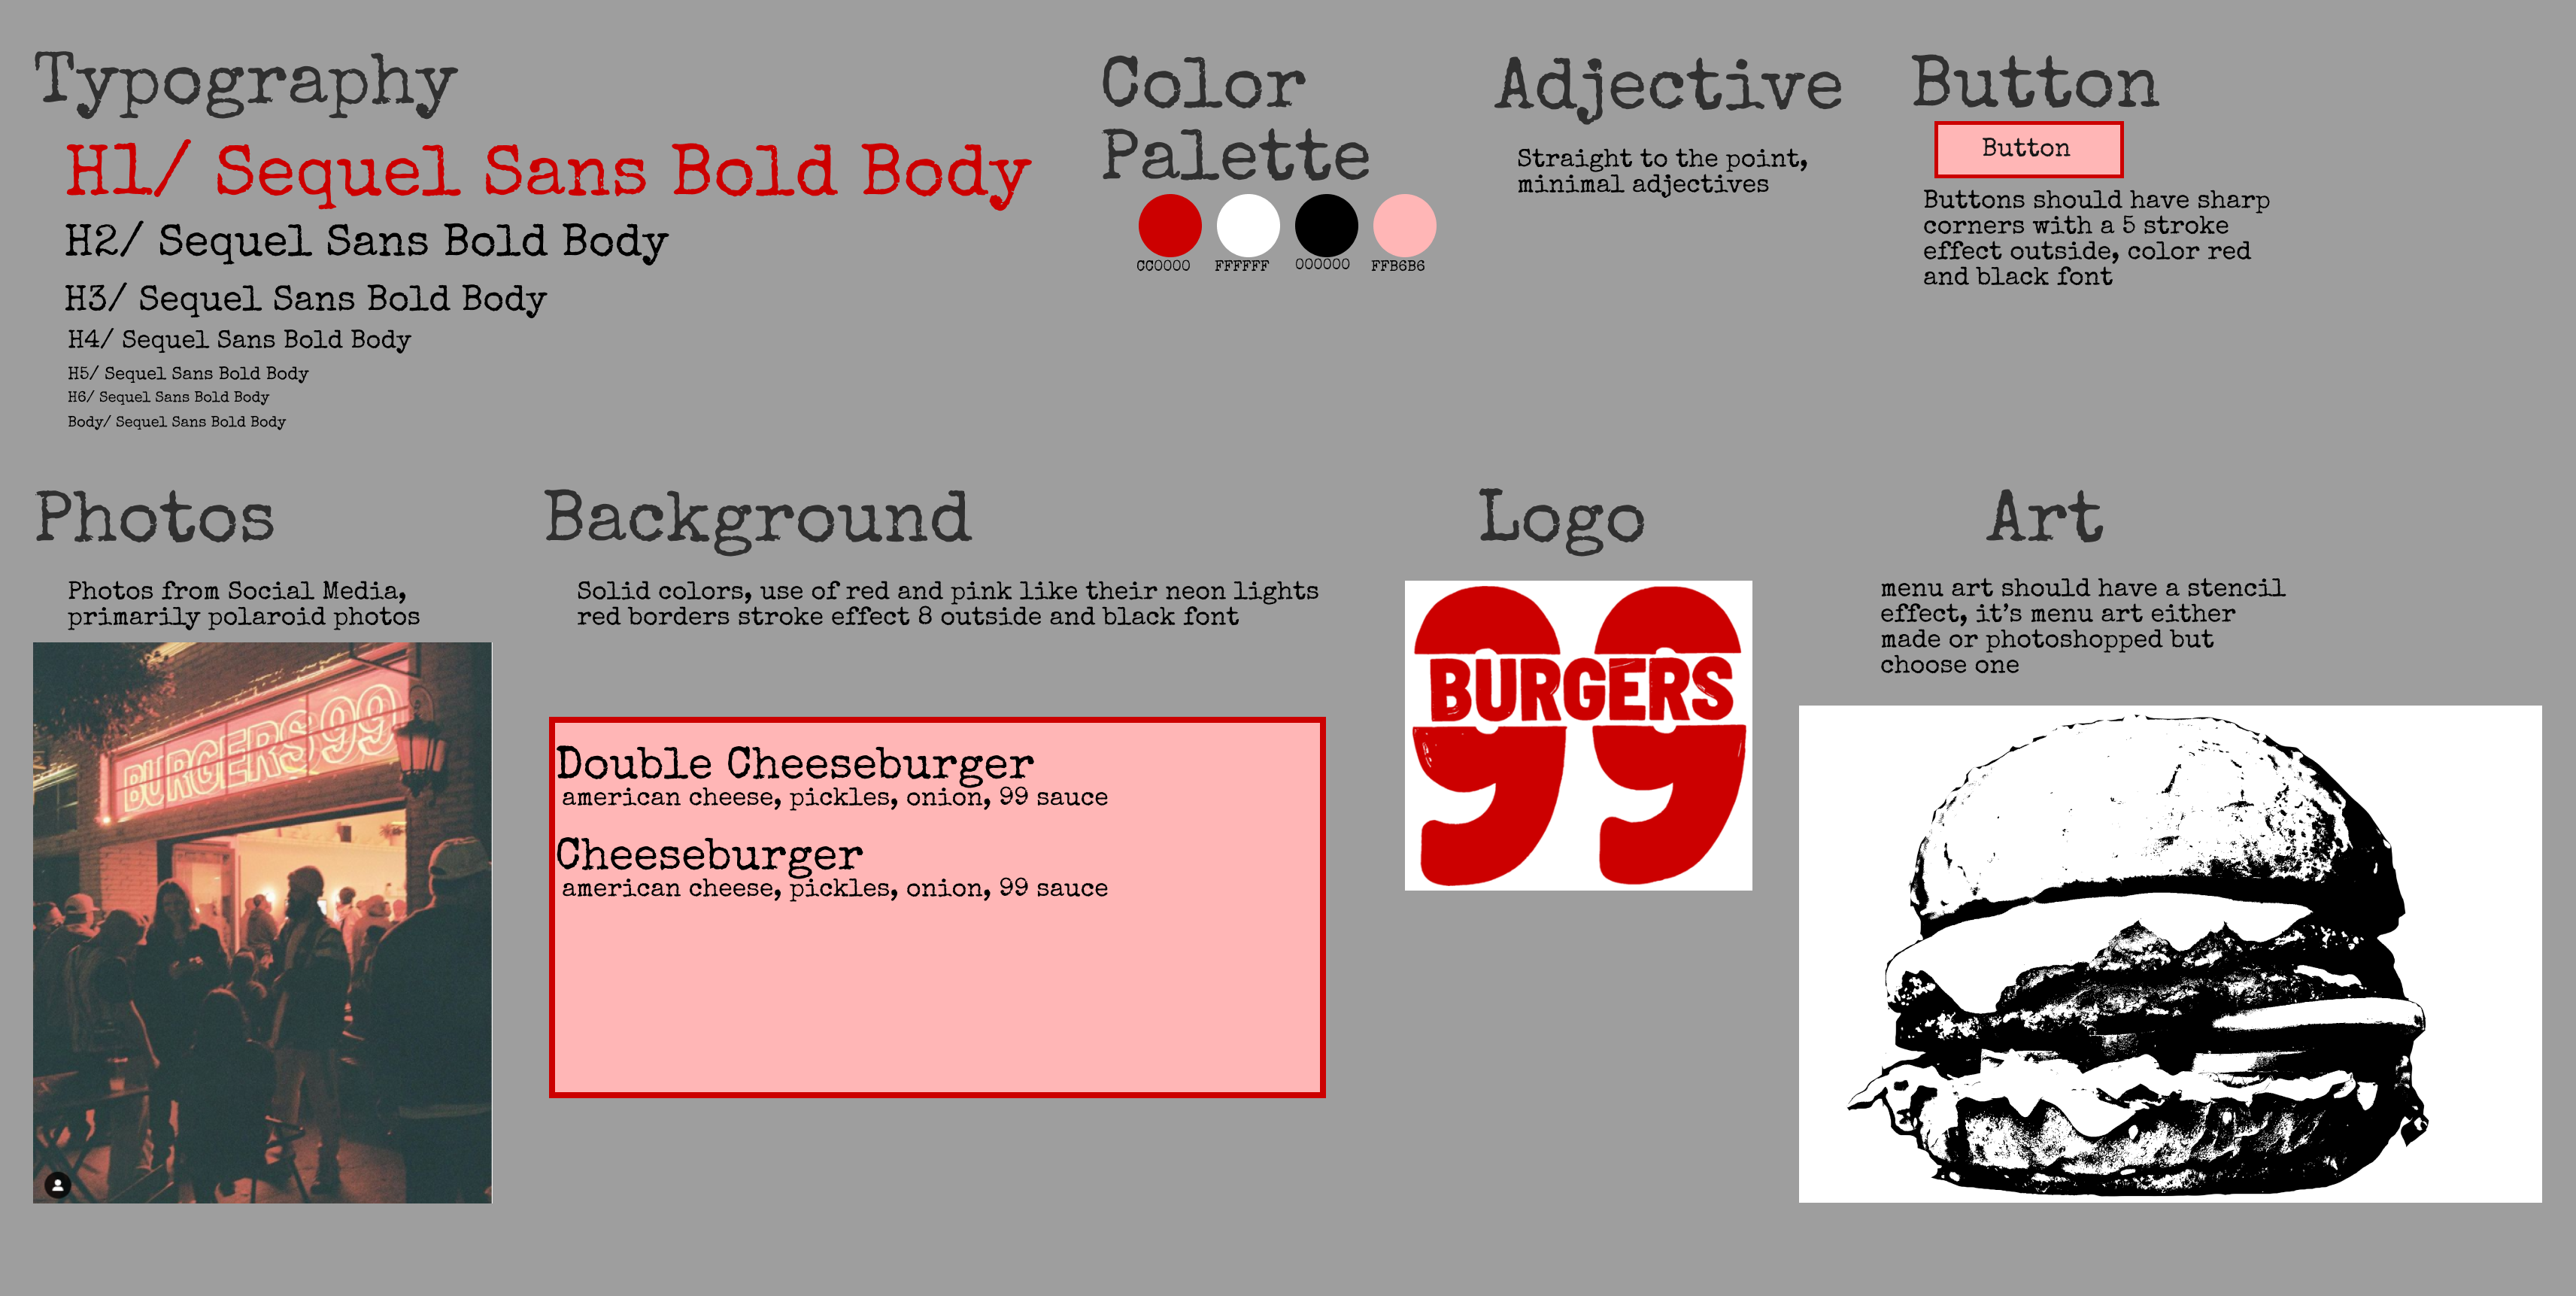 Typography
H1/ Sequel Sans Bold Body
H2/ Sequel Sans Bold Body
H3/ Sequel Sans Bold Body
H4/ Sequel Sans Bold Body
H5/ Sequel Sans Bold Body
H6/ Sequel Sans Bold Body
Body/ Sequel Sans Bold Body
Color
Palette
CC0000 FFFFFF 000000 FFB6B6
Adjective
Straight to the point,
minimal adjectives
Button
Button
Buttons should have sharp
corners with a 5 stroke
effect outside, color red
and black font
Photos
Photos from Social Media,
primarily polaroid photos
BURGERS 99
Background
Solid colors, use of red and pink like their neon lights
red borders stroke effect 8 outside and black font
Double Cheeseburger
american cheese, pickles, onion, 99 sauce
Cheeseburger
american cheese, pickles, onion, 99 sauce
Logo
BURGERS
99
Art
menu art should have a stencil
effect, it's menu art either
made or photoshopped but
choose one